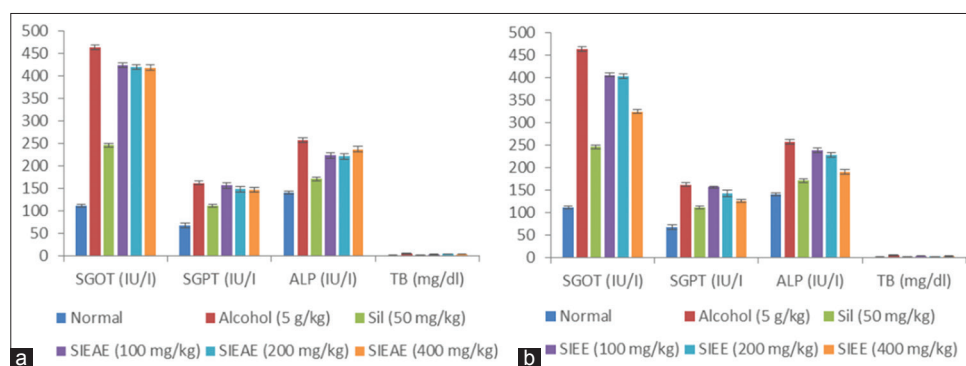 500
450
400
350
300
250
200
150
100
50
0
SGOT (IU/l) SGPT (IU/l ALP (IU/l) TB (mg/dl)
Normal Alcohol (5 g/kg) Sil (50 mg/kg)
SIEAE (100 mg/kg) SIEAE (200 mg/kg) SIEAE (400 mg/kg)
a
500
450
400
350
300
250
200
150
100
50
0
SGOT (IU/l) SGPT (IU/l ALP (IU/l) TB (mg/dl)
Normal Alcohol (5 g/kg) Sil (50 mg/kg)
SIEE (100 mg/kg) SIEE (200 mg/kg) SIEE (400 mg/kg)
b